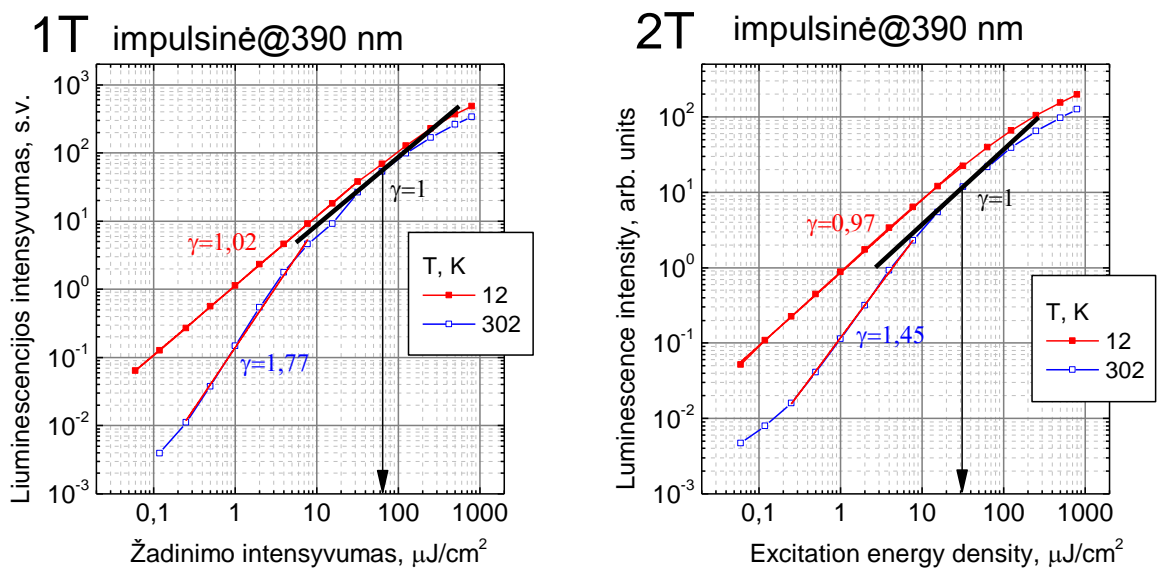 1T impulsinė@390 nm
10³
10²
10¹
10⁰
10⁻¹
10⁻²
10⁻³
Liuminescencijos intensyvumas, s.v.
γ=1
γ=1,02
γ=1,77
T, K
12
302
0,1 1 10 100 1000
Žadinimo intensyvumas, μJ/cm²
2T impulsinė@390 nm
10²
10¹
10⁰
10⁻¹
10⁻²
10⁻³
Luminescence intensity, arb. units
γ=0,97
γ=1
γ=1,45
T, K
12
302
0,1 1 10 100 1000
Excitation energy density, μJ/cm²